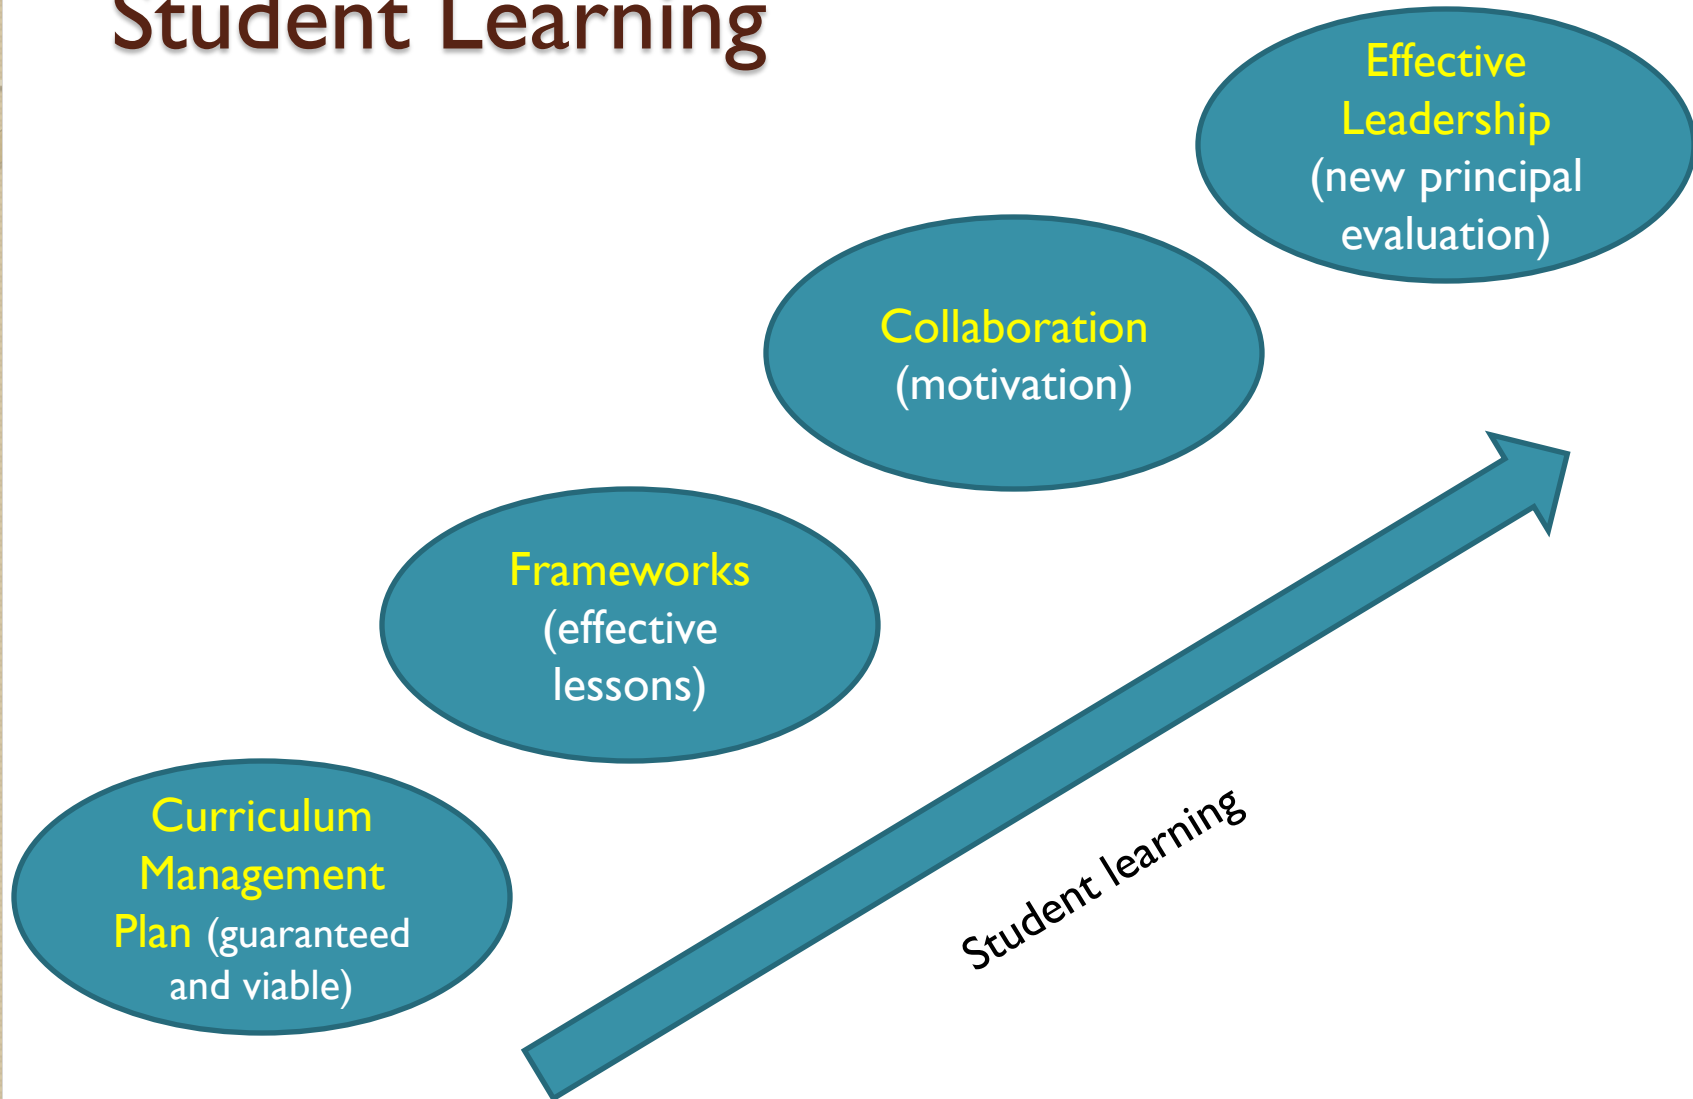 Student Learning
Effective
Leadership
(new principal
evaluation)
Collaboration
(motivation)
Frameworks
(effective
lessons)
Curriculum
Management
Plan (guaranteed
and viable)
Student learning